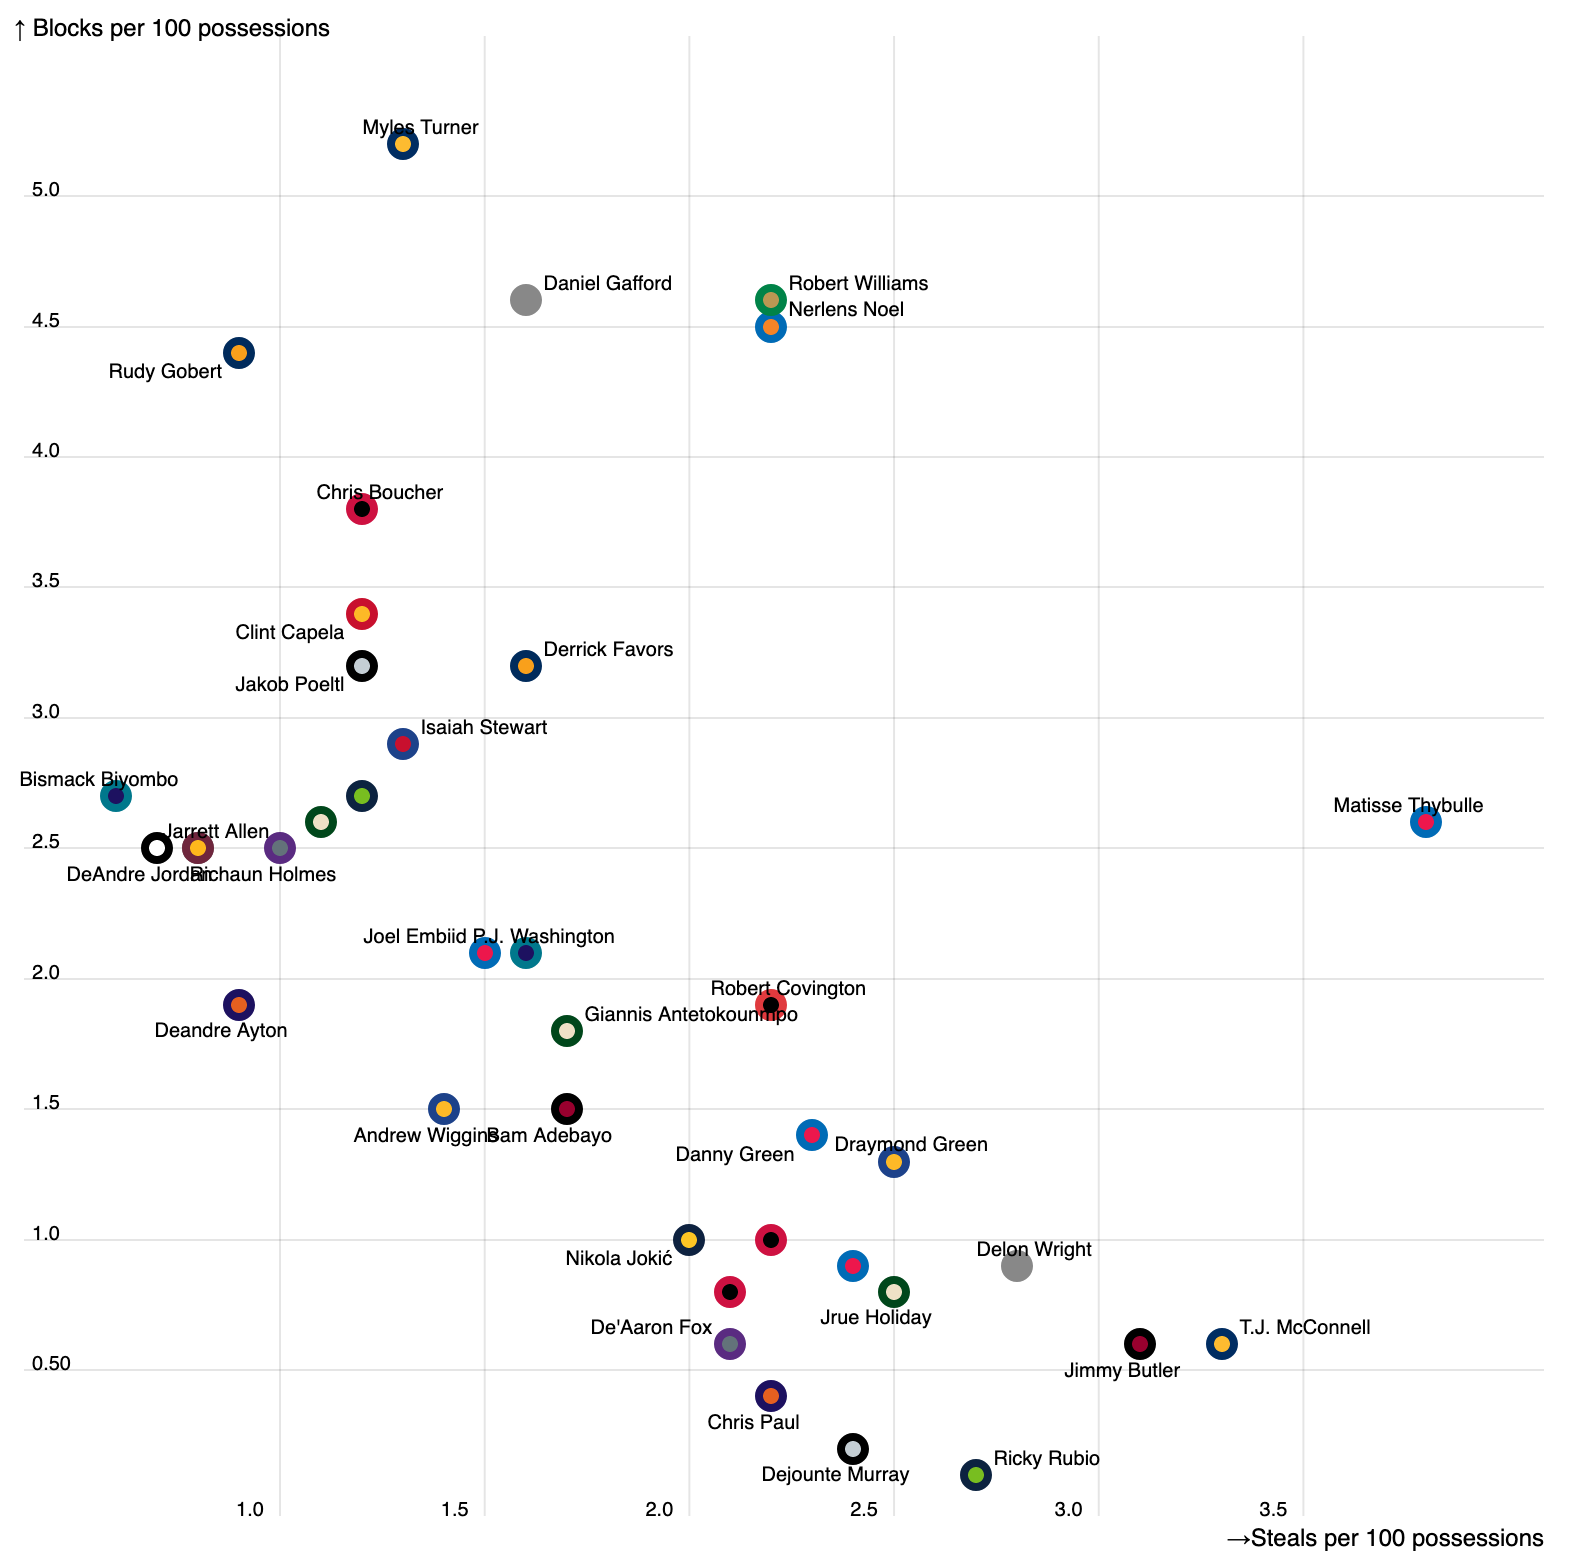 ↑ Blocks per 100 possessions
Myles Turner
5.0
Daniel Gafford
Robert Williams
Nerlens Noel
4.5
Rudy Gobert
4.0
Chris Boucher
3.5
Clint Capela
Derrick Favors
Jakob Poeltl
3.0
Isaiah Stewart
Bismack Biyombo
Matisse Thybulle
Jarrett Allen
2.5
DeAndre Jordan
Richaun Holmes
Joel Embiid
P.J. Washington
2.0
Robert Covington
Giannis Antetokounmpo
Deandre Ayton
1.5
Andrew Wiggins
Bam Adebayo
Danny Green
Draymond Green
1.0
Nikola Jokić
Delon Wright
Jrue Holiday
De'Aaron Fox
T.J. McConnell
0.50
Jimmy Butler
Chris Paul
Ricky Rubio
Dejounte Murray
1.0
1.5
2.0
2.5
3.0
3.5
→Steals per 100 possessions